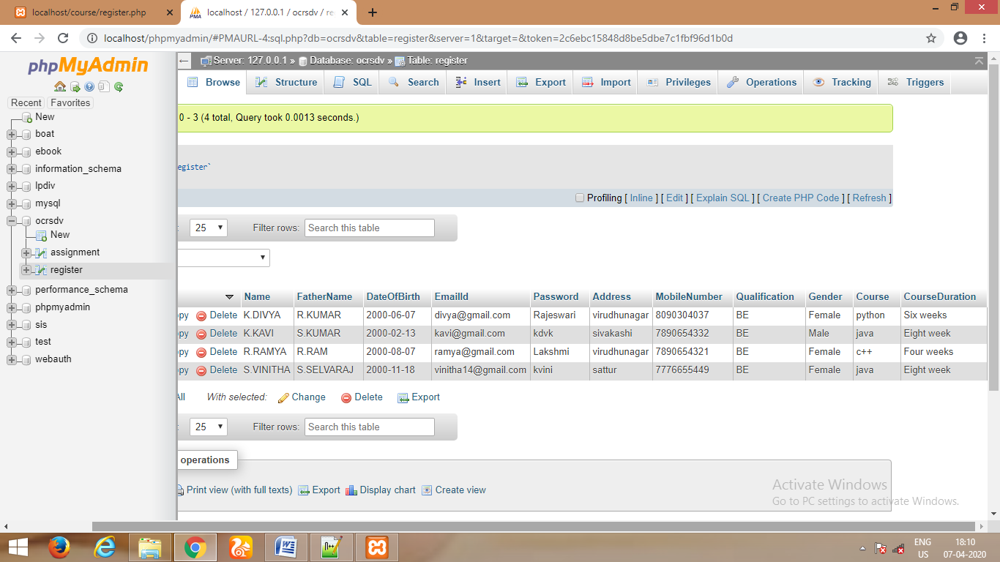 localhost/course/register.php
localhost / 127.0.0.1 / ocrsdv / re
localhost/phpmyadmin/#PMAURL-4:sql.php?db=ocrsdv&table=register&server=1&target=&token=2c6ebc15848d8be5dbe7c1fbf96d1b0d
phpMyAdmin
Recent Favorites
New
boat
ebook
information_schema
lpdiv
mysql
ocrsdv
New
assignment
register
performance_schema
phpmyadmin
sis
test
webauth
Server: 127.0.0.1 » Database: ocrsdv » Table: register
Browse Structure SQL Search Insert Export Import Privileges Operations Tracking Triggers
0 - 3 (4 total, Query took 0.0013 seconds.)
egister`
Profiling [ Inline ] [ Edit ] [ Explain SQL ] [ Create PHP Code ] [ Refresh ]
25 Filter rows: Search this table
Name FatherName DateOfBirth EmailId Password Address MobileNumber Qualification Gender Course CourseDuration
opy Delete K.DIVYA R.KUMAR 2000-06-07 divya@gmail.com Rajeswari virudhunagar 8090304037 BE Female python Six weeks
opy Delete K.KAVI S.KUMAR 2000-02-13 kavi@gmail.com kdvk sivakashi 7890654332 BE Male java Eight week
opy Delete R.RAMYA R.RAM 2000-08-07 ramya@gmail.com Lakshmi virudhunagar 7890654321 BE Female c++ Four weeks
opy Delete S.VINITHA S.SELVARAJ 2000-11-18 vinitha14@gmail.com kvini sattur 7776655449 BE Female java Eight week
All With selected: Change Delete Export
25 Filter rows: Search this table
operations
Print view (with full texts) Export Display chart Create view
Activate Windows
Go to PC settings to activate Windows.
ENG
US
18:10
07-04-2020